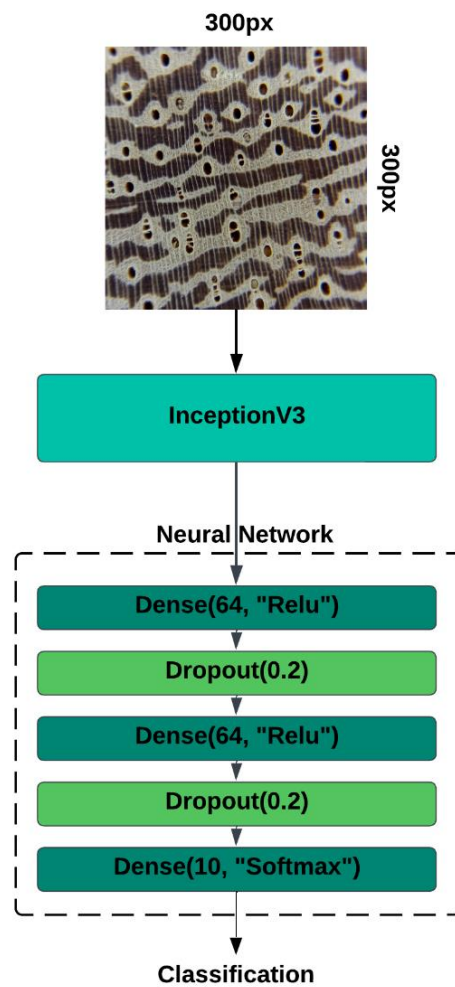 300px
300px
InceptionV3
Neural Network
Dense(64, "Relu")
Dropout(0.2)
Dense(64, "Relu")
Dropout(0.2)
Dense(10, "Softmax")
Classification